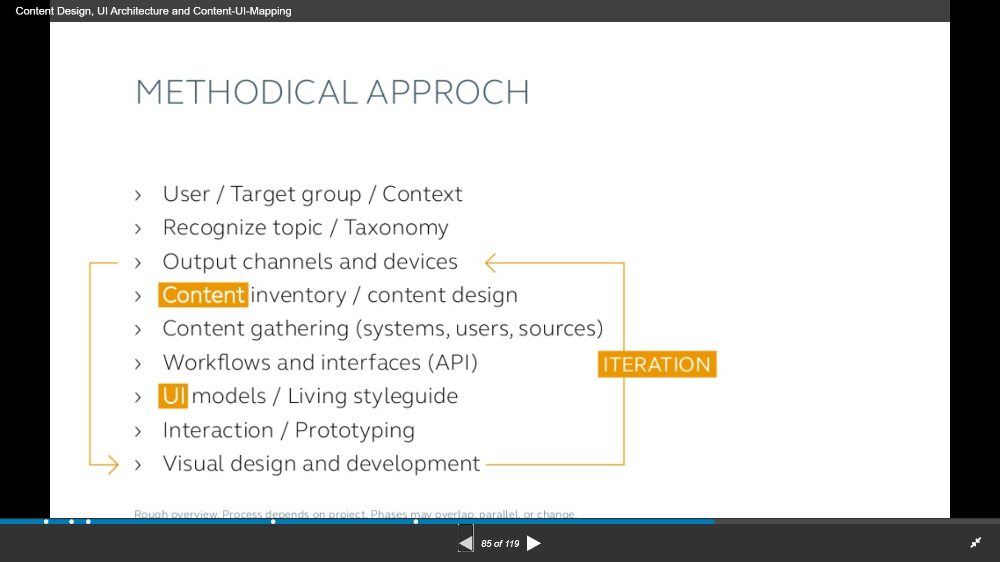 Content Design, UI Architecture and Content-UI-Mapping
METHODICAL APPROCH
› User / Target group / Context
› Recognize topic / Taxonomy
› Output channels and devices
› Content inventory / content design
› Content gathering (systems, users, sources)
› Workflows and interfaces (API)
ITERATION
› UI models / Living styleguide
› Interaction / Prototyping
› Visual design and development
Rough overview. Process depends on project. Phases may overlap, parallel, or change.
85 of 119